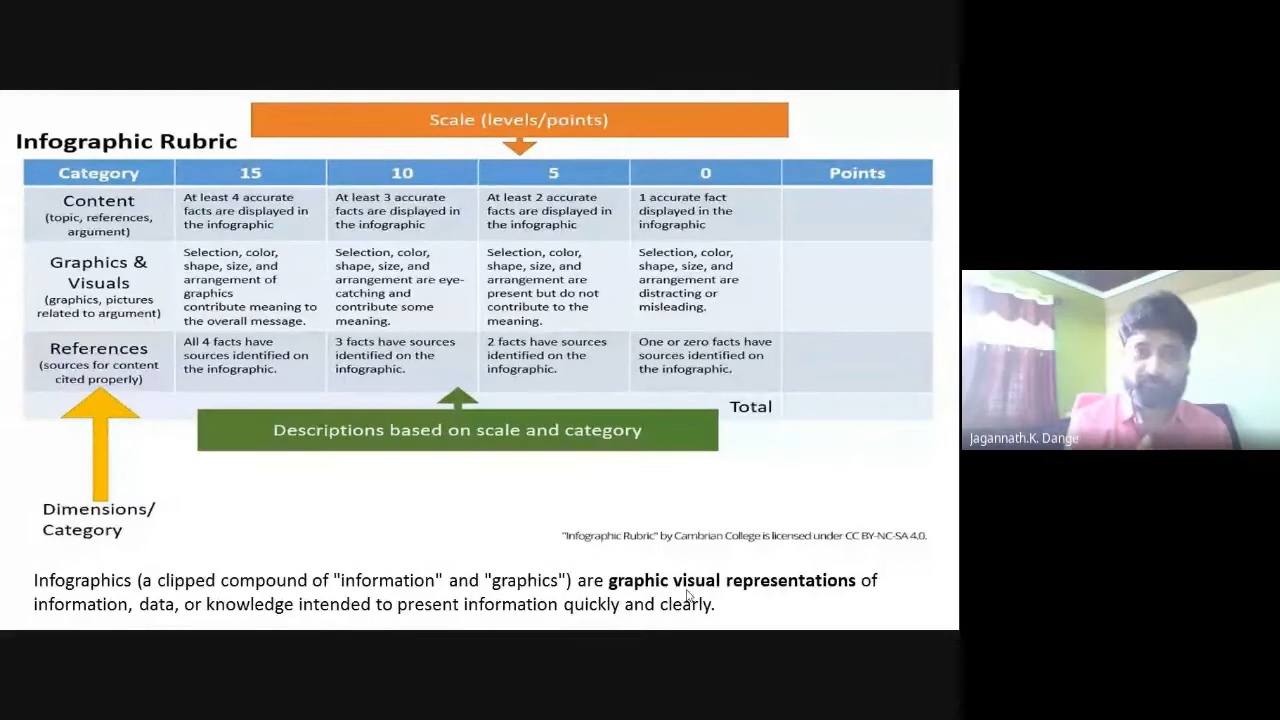 Scale (levels/points)
Infographic Rubric
Category 15 10 5 0 Points
Content
(topic, references,
argument)
At least 4 accurate
facts are displayed in
the infographic
At least 3 accurate
facts are displayed in
the infographic
At least 2 accurate
facts are displayed in
the infographic
1 accurate fact
displayed in the
infographic
Graphics &
Visuals
(graphics, pictures
related to argument)
Selection, color,
shape, size, and
arrangement of
graphics
contribute meaning to
the overall message.
Selection, color,
shape, size, and
arrangement are eye-
catching and
contribute some
meaning.
Selection, color,
shape, size, and
arrangement are
present but do not
contribute to the
meaning.
Selection, color,
shape, size, and
arrangement are
distracting or
misleading.
References
(sources for content
cited properly)
All 4 facts have
sources identified on
the infographic.
3 facts have sources
identified on the
infographic.
2 facts have sources
identified on the
infographic.
One or zero facts have
sources identified on
the infographic.
Total
Descriptions based on scale and category
Dimensions/
Category
"Infographic Rubric" by Cambrian College is licensed under CC BY-NC-SA 4.0.
Infographics (a clipped compound of "information" and "graphics") are graphic visual representations of
information, data, or knowledge intended to present information quickly and clearly.
Jagannath.K. Dange